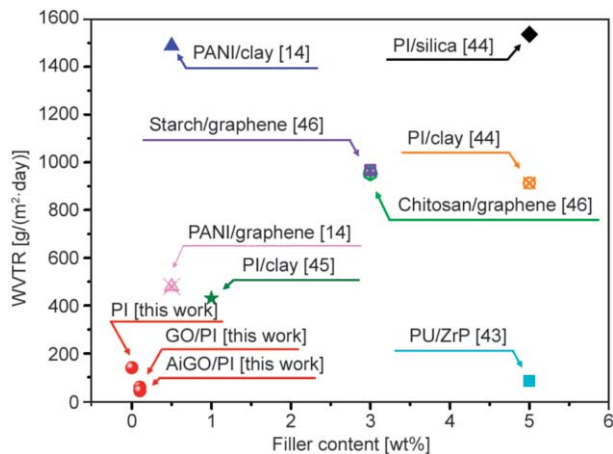 1600
1400
1200
1000
800
600
400
200
0
WVTR [g/(m²·day)]
PANI/clay [14]
PI/silica [44]
Starch/graphene [46]
PI/clay [44]
Chitosan/graphene [46]
PANI/graphene [14]
PI/clay [45]
PI [this work]
GO/PI [this work]
AiGO/PI [this work]
PU/ZrP [43]
0 1 2 3 4 5 6
Filler content [wt%]